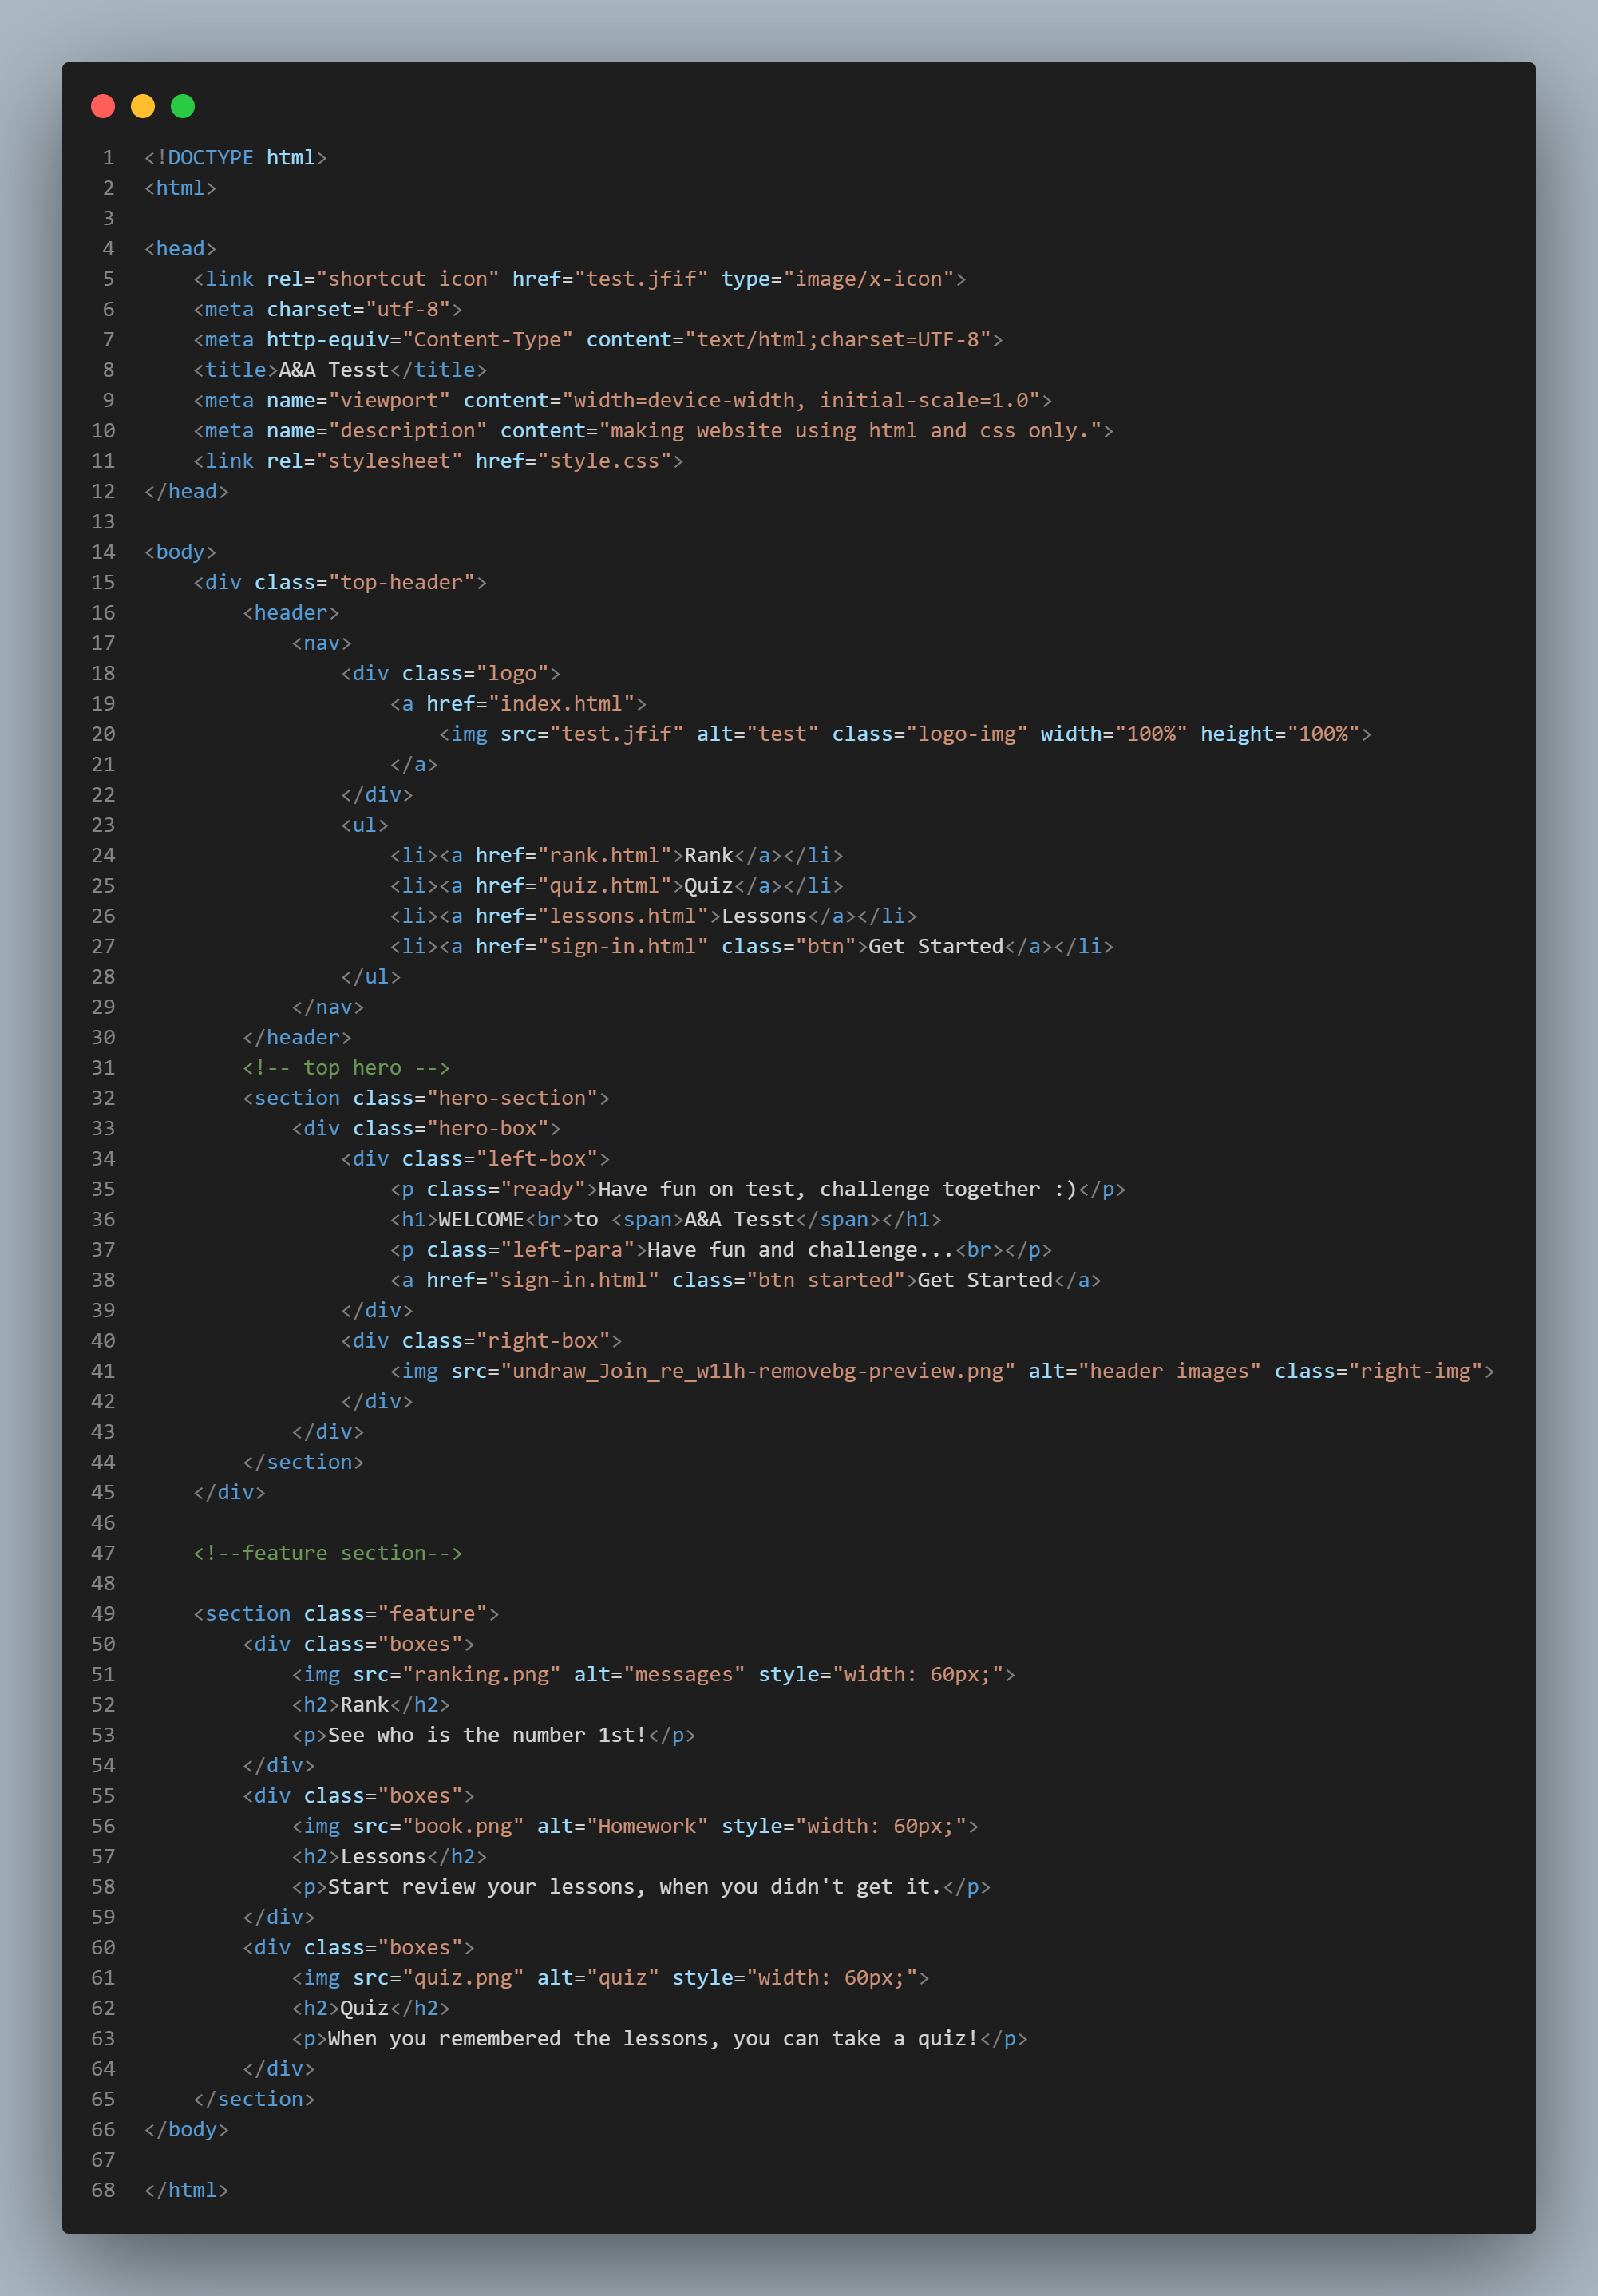 1 <!DOCTYPE html>
2 <html>
3
4 <head>
5     <link rel="shortcut icon" href="test.jfif" type="image/x-icon">
6     <meta charset="utf-8">
7     <meta http-equiv="Content-Type" content="text/html;charset=UTF-8">
8     <title>A&A Tesst</title>
9     <meta name="viewport" content="width=device-width, initial-scale=1.0">
10     <meta name="description" content="making website using html and css only.">
11     <link rel="stylesheet" href="style.css">
12 </head>
13
14 <body>
15     <div class="top-header">
16         <header>
17             <nav>
18                 <div class="logo">
19                     <a href="index.html">
20                         <img src="test.jfif" alt="test" class="logo-img" width="100%" height="100%">
21                     </a>
22                 </div>
23                 <ul>
24                     <li><a href="rank.html">Rank</a></li>
25                     <li><a href="quiz.html">Quiz</a></li>
26                     <li><a href="lessons.html">Lessons</a></li>
27                     <li><a href="sign-in.html" class="btn">Get Started</a></li>
28                 </ul>
29             </nav>
30         </header>
31         <!-- top hero -->
32         <section class="hero-section">
33             <div class="hero-box">
34                 <div class="left-box">
35                     <p class="ready">Have fun on test, challenge together :)</p>
36                     <h1>WELCOME<br>to <span>A&A Tesst</span></h1>
37                     <p class="left-para">Have fun and challenge...<br></p>
38                     <a href="sign-in.html" class="btn started">Get Started</a>
39                 </div>
40                 <div class="right-box">
41                     <img src="undraw_Join_re_w1lh-removebg-preview.png" alt="header images" class="right-img">
42                 </div>
43             </div>
44         </section>
45     </div>
46
47     <!--feature section-->
48
49     <section class="feature">
50         <div class="boxes">
51             <img src="ranking.png" alt="messages" style="width: 60px;">
52             <h2>Rank</h2>
53             <p>See who is the number 1st!</p>
54         </div>
55         <div class="boxes">
56             <img src="book.png" alt="Homework" style="width: 60px;">
57             <h2>Lessons</h2>
58             <p>Start review your lessons, when you didn't get it.</p>
59         </div>
60         <div class="boxes">
61             <img src="quiz.png" alt="quiz" style="width: 60px;">
62             <h2>Quiz</h2>
63             <p>When you remembered the lessons, you can take a quiz!</p>
64         </div>
65     </section>
66 </body>
67
68 </html>